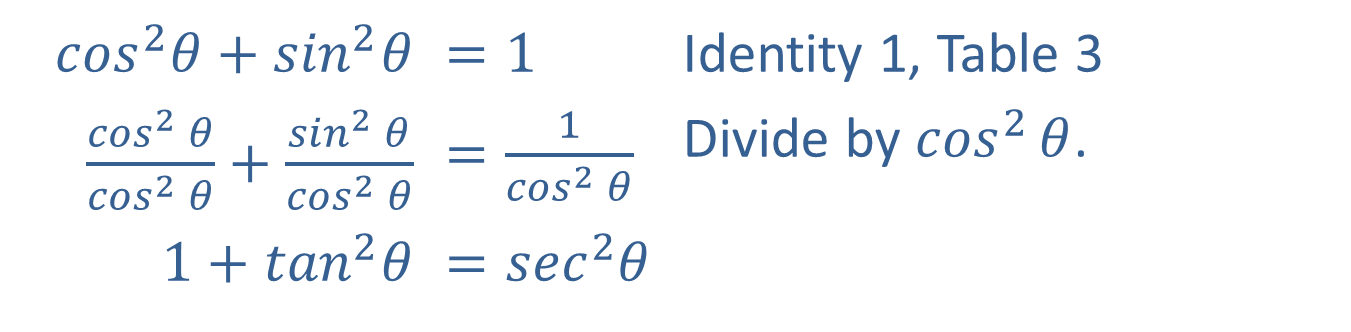 cos²θ + sin²θ = 1 Identity 1, Table 3
cos² θ/cos² θ + sin² θ/cos² θ = 1/cos² θ Divide by cos² θ.
1 + tan²θ = sec²θ